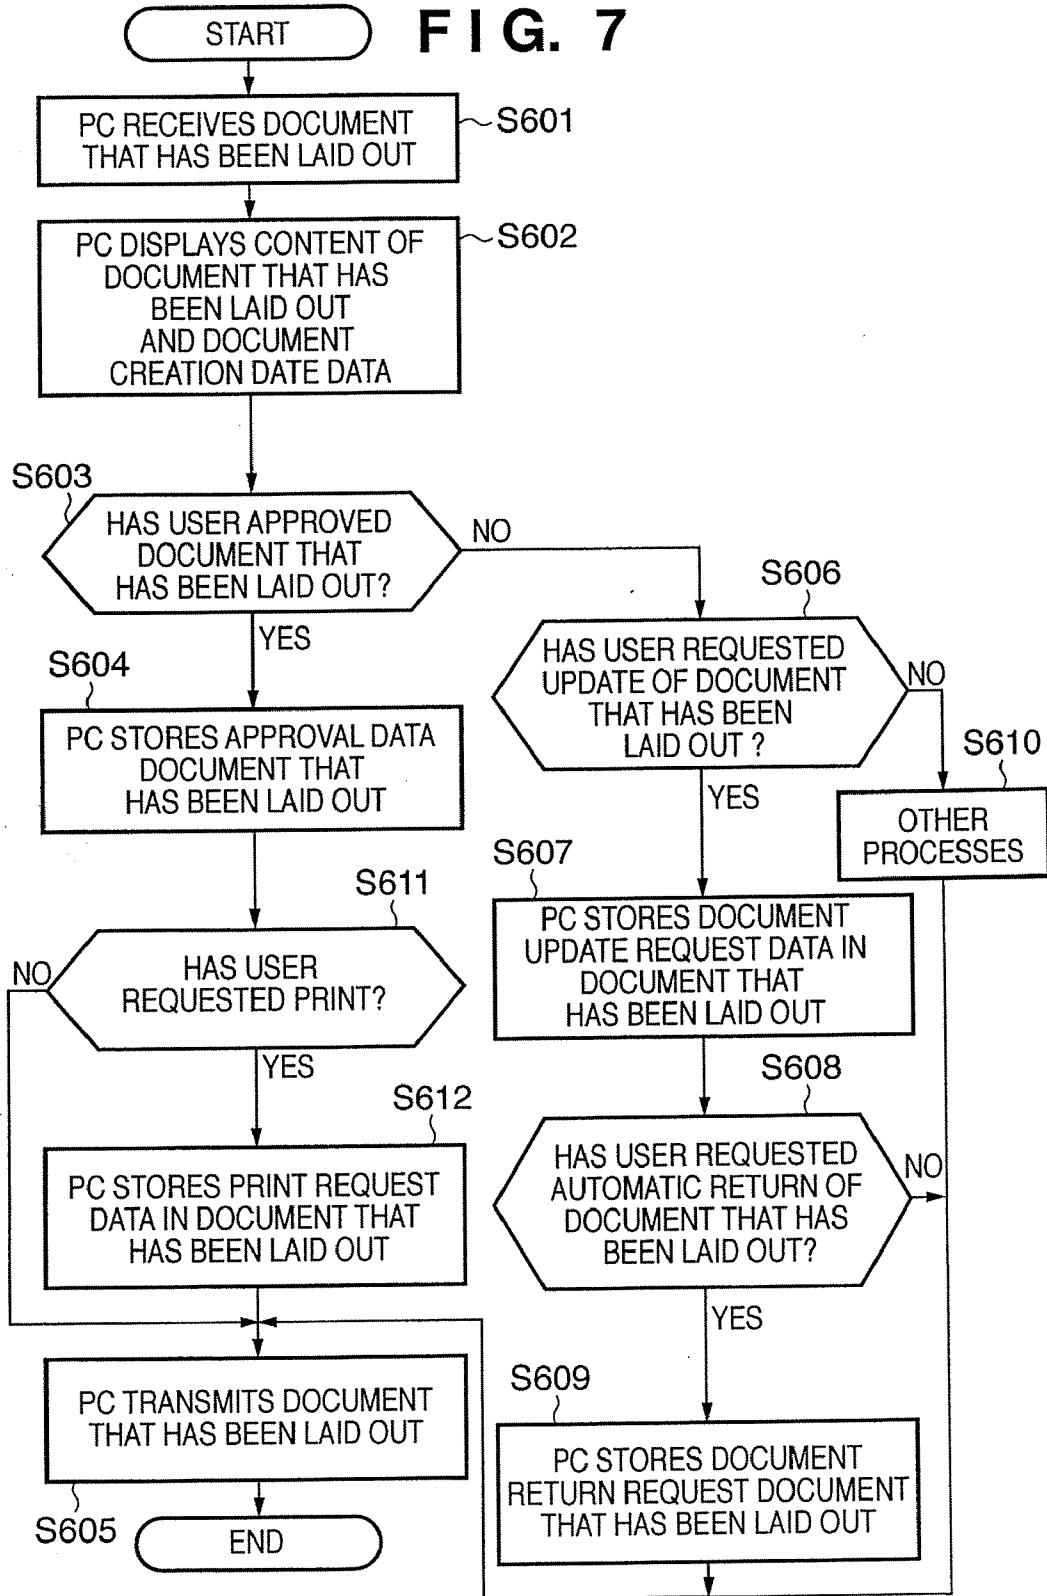 START
FIG. 7
PC RECEIVES DOCUMENT
THAT HAS BEEN LAID OUT
S601
PC DISPLAYS CONTENT OF
DOCUMENT THAT HAS
BEEN LAID OUT
AND DOCUMENT
CREATION DATE DATA
S602
S603
HAS USER APPROVED
DOCUMENT THAT
HAS BEEN LAID OUT?
NO
YES
S604
PC STORES APPROVAL DATA
DOCUMENT THAT
HAS BEEN LAID OUT
S611
HAS USER
REQUESTED PRINT?
NO
YES
S612
PC STORES PRINT REQUEST
DATA IN DOCUMENT THAT
HAS BEEN LAID OUT
PC TRANSMITS DOCUMENT
THAT HAS BEEN LAID OUT
S605
END
S606
HAS USER REQUESTED
UPDATE OF DOCUMENT
THAT HAS BEEN
LAID OUT ?
NO
YES
S610
OTHER
PROCESSES
S607
PC STORES DOCUMENT
UPDATE REQUEST DATA IN
DOCUMENT THAT
HAS BEEN LAID OUT
S608
HAS USER REQUESTED
AUTOMATIC RETURN OF
DOCUMENT THAT HAS
BEEN LAID OUT?
NO
YES
S609
PC STORES DOCUMENT
RETURN REQUEST DOCUMENT
THAT HAS BEEN LAID OUT